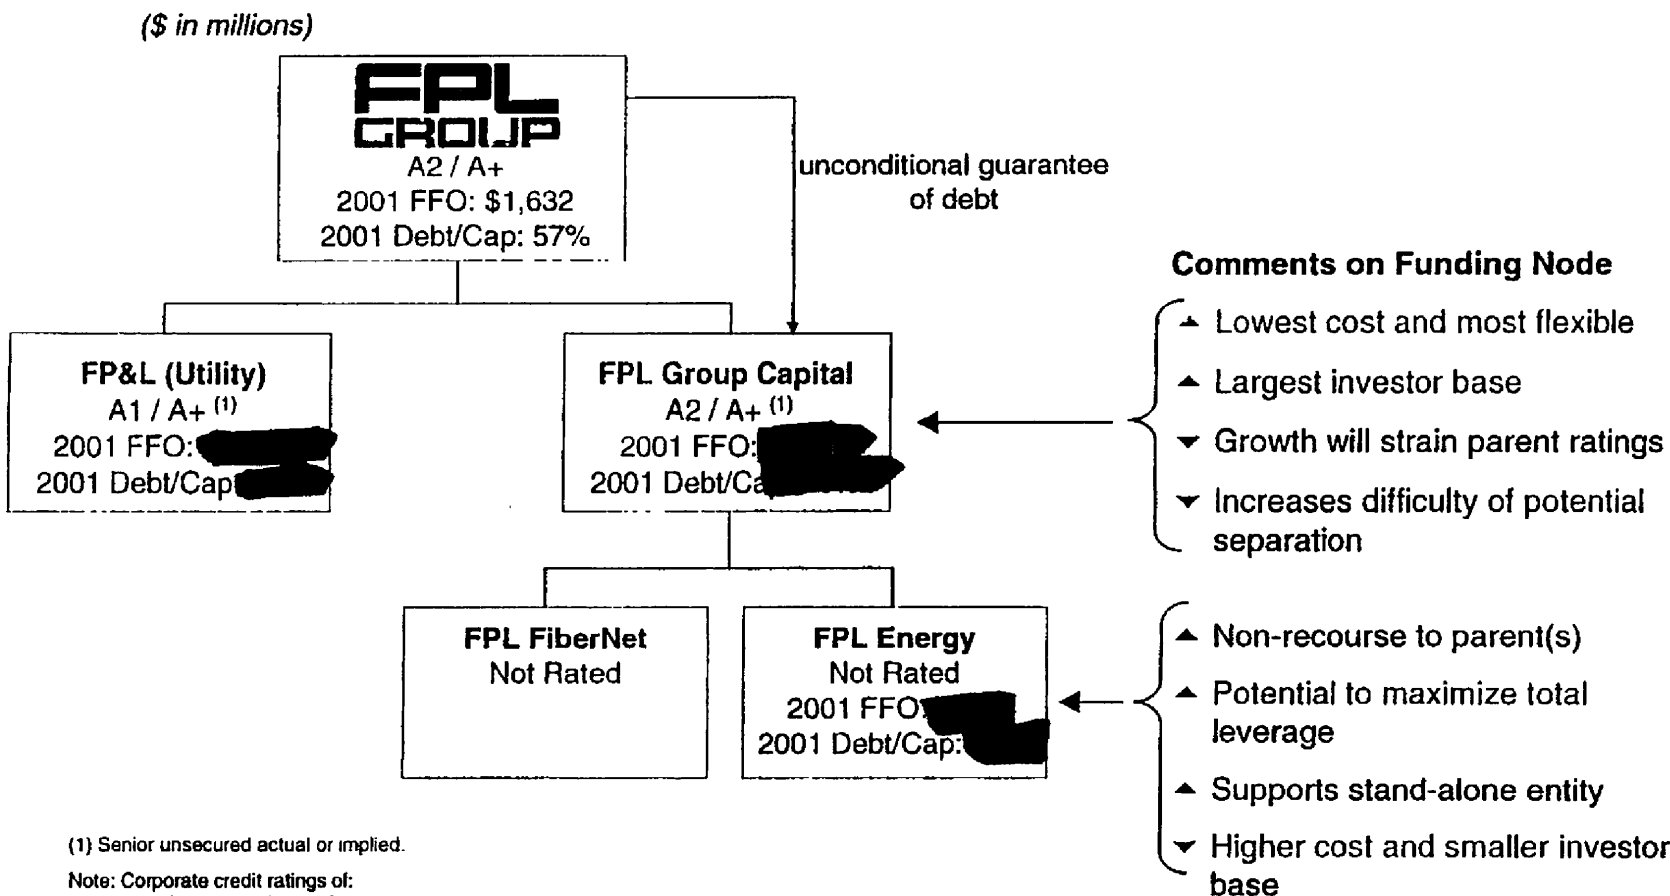 ($ in millions)
FPL
GROUP
A2 / A+
2001 FFO: $1,632
2001 Debt/Cap: 57%
unconditional guarantee
of debt
FP&L (Utility)
A1 / A+ (1)
2001 FFO:
2001 Debt/Cap
FPL Group Capital
A2 / A+ (1)
2001 FFO:
2001 Debt/Ca
Comments on Funding Node
▲ Lowest cost and most flexible
▲ Largest investor base
▼ Growth will strain parent ratings
▼ Increases difficulty of potential
separation
FPL FiberNet
Not Rated
FPL Energy
Not Rated
2001 FFO
2001 Debt/Cap:
▲ Non-recourse to parent(s)
▲ Potential to maximize total
leverage
▲ Supports stand-alone entity
▼ Higher cost and smaller investor
base
(1) Senior unsecured actual or implied.
Note: Corporate credit ratings of: